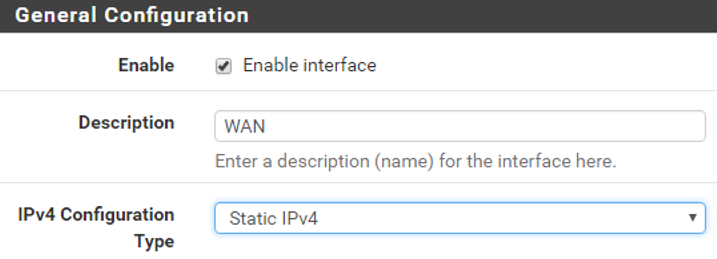 General Configuration
Enable Enable interface
Description WAN
Enter a description (name) for the interface here.
IPv4 Configuration
Type
Static IPv4